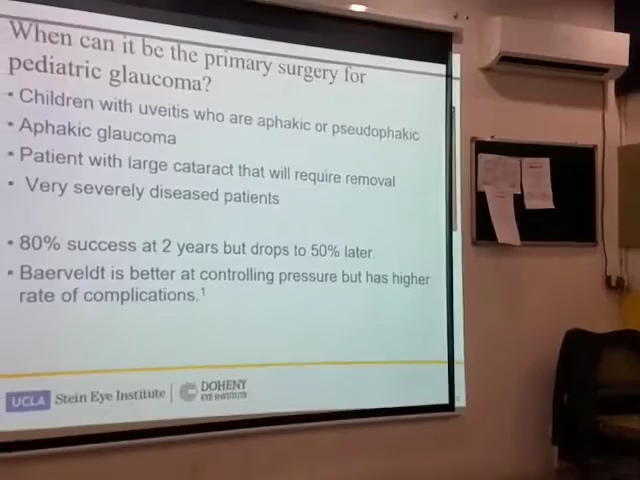 When can it be the primary surgery for
pediatric glaucoma?
• Children with uveitis who are aphakic or pseudophakic
• Aphakic glaucoma
• Patient with large cataract that will require removal
• Very severely diseased patients
• 80% success at 2 years but drops to 50% later.
• Baerveldt is better at controlling pressure but has higher
rate of complications.¹
UCLA Stein Eye Institute | DOHENY
EYE INSTITUTE